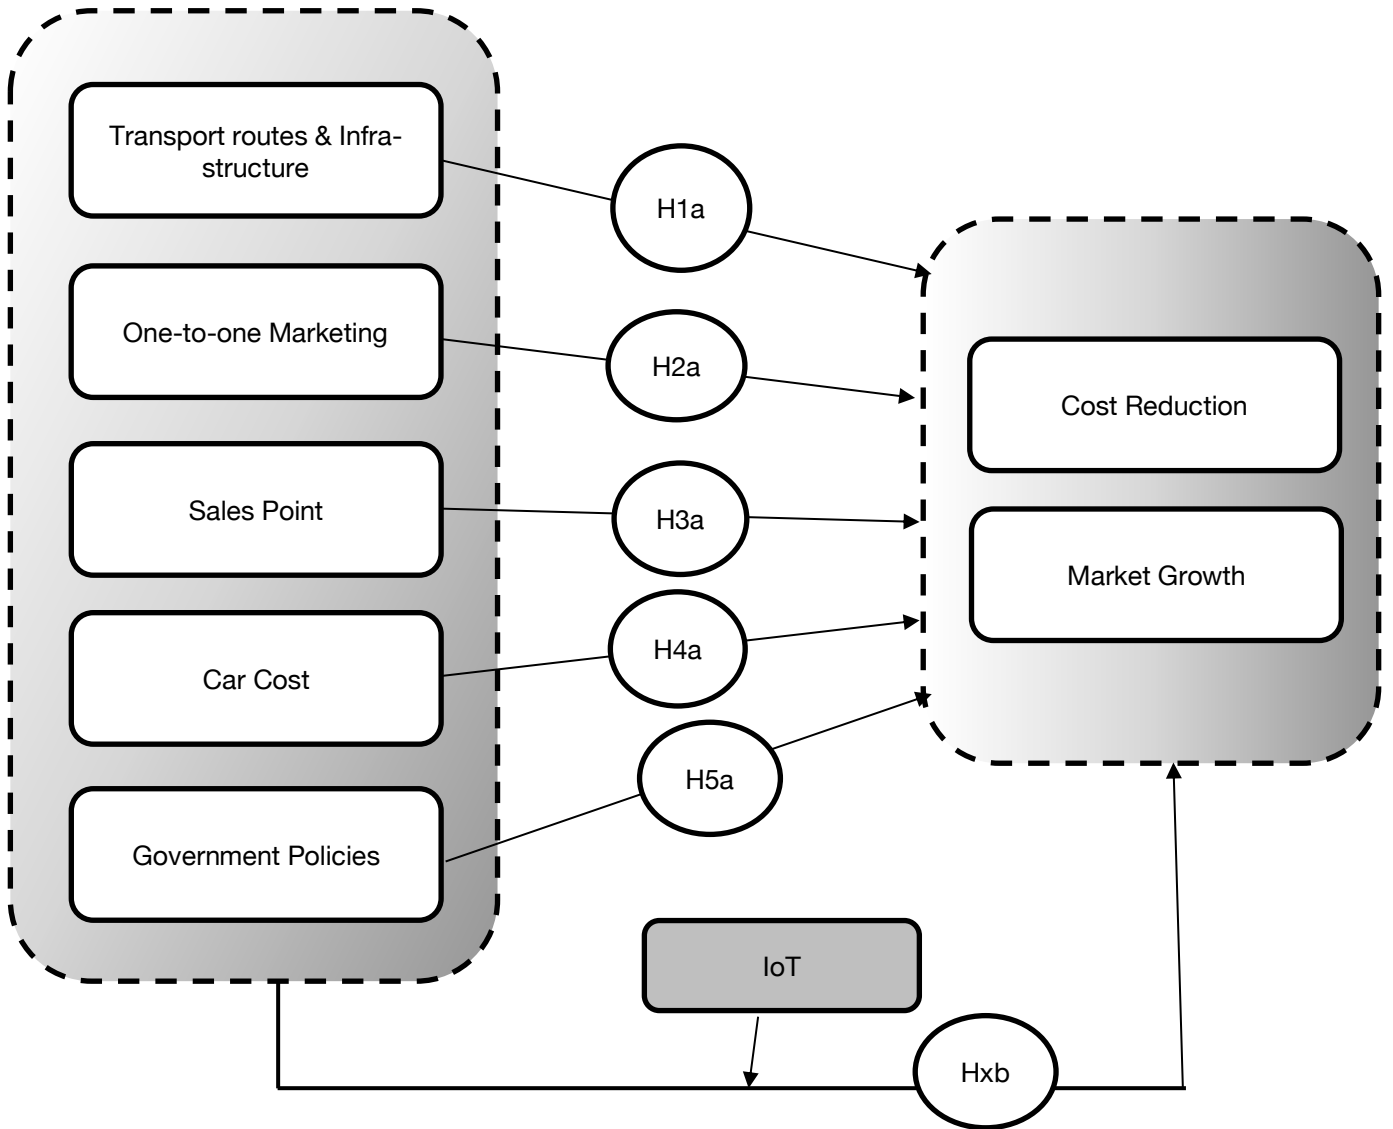 Transport routes & Infra-
structure
H1a
One-to-one Marketing
H2a
Cost Reduction
Sales Point
H3a
Market Growth
Car Cost
H4a
Government Policies
H5a
IoT
Hxb